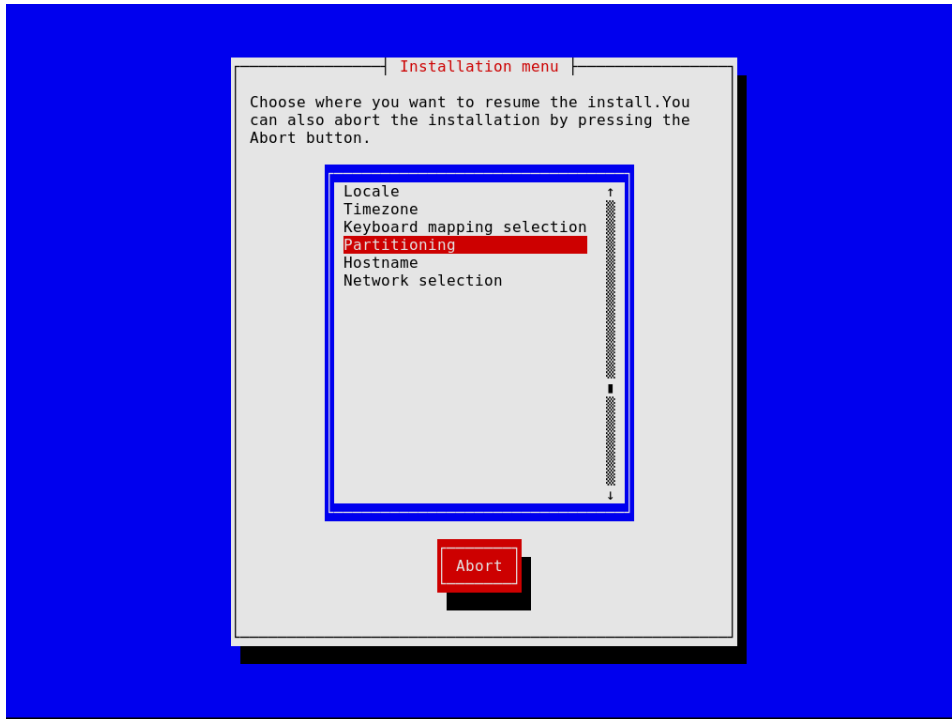 Installation menu
Choose where you want to resume the install.You
can also abort the installation by pressing the
Abort button.
Locale
Timezone
Keyboard mapping selection
Partitioning
Hostname
Network selection
Abort